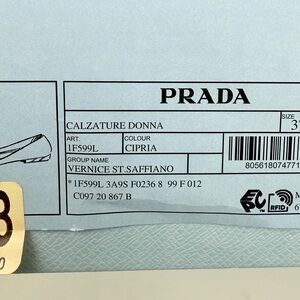 PRADA
CALZATURE DONNA
SIZE
ART.
COLOUR
1F599L
CIPRIA
GROUP NAME
VERNICE ST.SAFFIANO
805618074771
*1F599L 3A9S F0236 8 99 F 012
C097 20 867 B
RFID